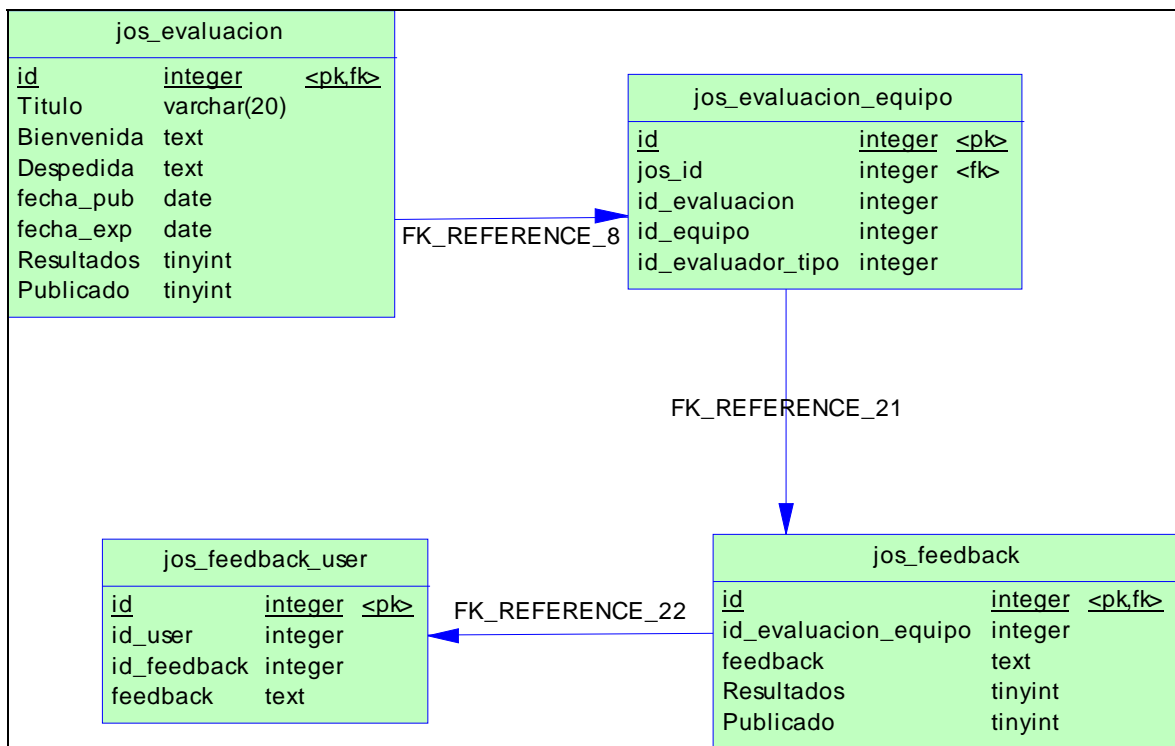 jos_evaluacion
id integer <pk,fk>
Titulo varchar(20)
Bienvenida text
Despedida text
fecha_pub date
fecha_exp date
Resultados tinyint
Publicado tinyint
FK_REFERENCE_8
jos_evaluacion_equipo
id integer <pk>
jos_id integer <fk>
id_evaluacion integer
id_equipo integer
id_evaluador_tipo integer
FK_REFERENCE_21
jos_feedback_user
id integer <pk>
id_user integer
id_feedback integer
feedback text
FK_REFERENCE_22
jos_feedback
id integer <pk,fk>
id_evaluacion_equipo integer
feedback text
Resultados tinyint
Publicado tinyint